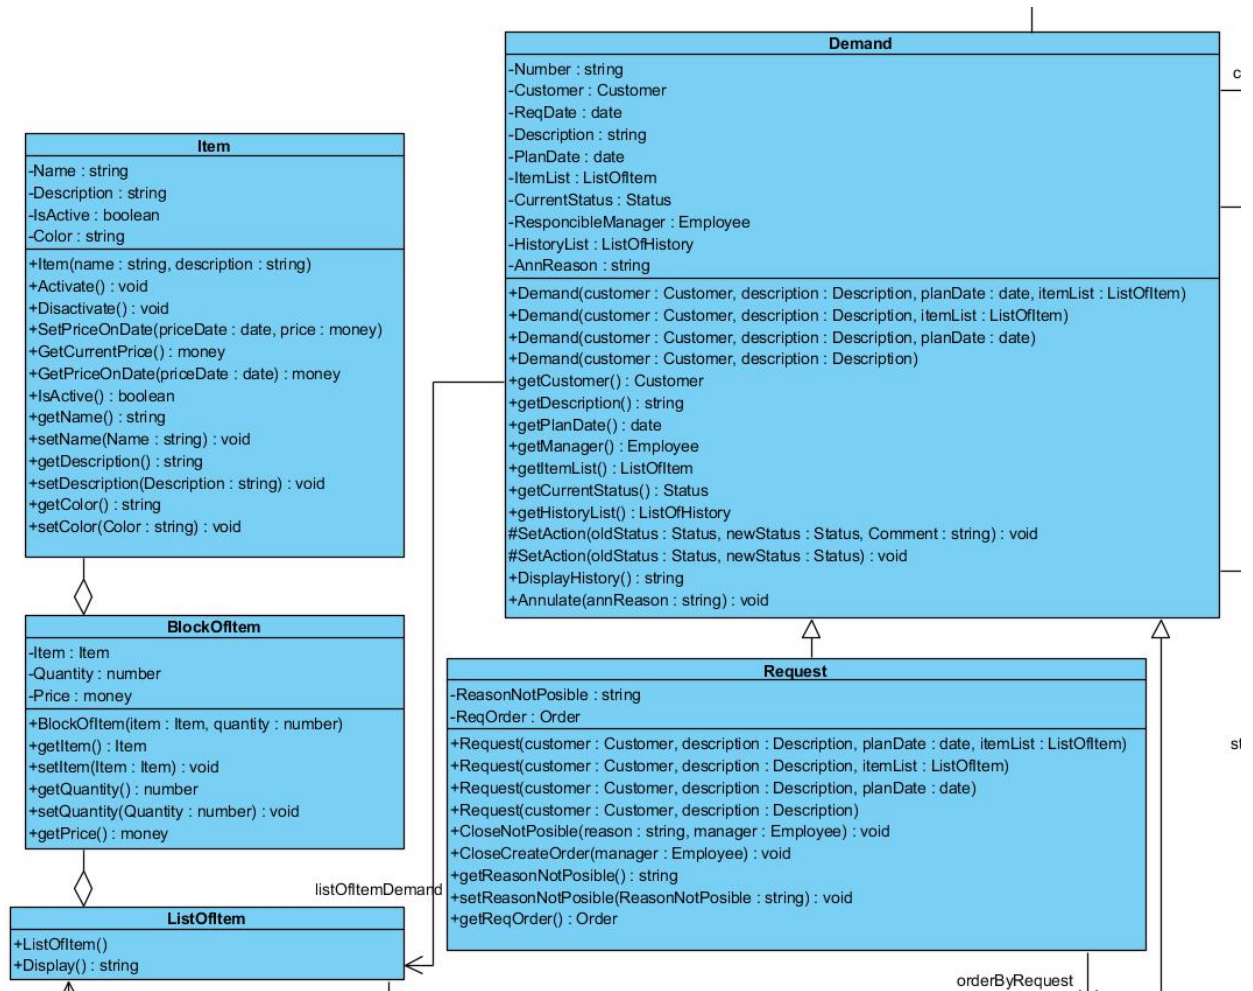 Demand
-Number : string
-Customer : Customer
-ReqDate : date
-Description : string
-PlanDate : date
-ItemList : ListOfItem
-CurrentStatus : Status
-ResponcibleManager : Employee
-HistoryList : ListOfHistory
-AnnReason : string
+Demand(customer : Customer, description : Description, planDate : date, itemList : ListOfItem)
+Demand(customer : Customer, description : Description, itemList : ListOfItem)
+Demand(customer : Customer, description : Description, planDate : date)
+Demand(customer : Customer, description : Description)
+getCustomer() : Customer
+getDescription() : string
+getPlanDate() : date
+getManager() : Employee
+getItemList() : ListOfItem
+getCurrentStatus() : Status
+getHistoryList() : ListOfHistory
#SetAction(oldStatus : Status, newStatus : Status, Comment : string) : void
#SetAction(oldStatus : Status, newStatus : Status) : void
+DisplayHistory() : string
+Annulate(annReason : string) : void
c
Item
-Name : string
-Description : string
-IsActive : boolean
-Color : string
+Item(name : string, description : string)
+Activate() : void
+Disactivate() : void
+SetPriceOnDate(priceDate : date, price : money)
+GetCurrentPrice() : money
+GetPriceOnDate(priceDate : date) : money
+IsActive() : boolean
+getName() : string
+setName(Name : string) : void
+getDescription() : string
+setDescription(Description : string) : void
+getColor() : string
+setColor(Color : string) : void
BlockOfItem
-Item : Item
-Quantity : number
-Price : money
+BlockOfItem(item : Item, quantity : number)
+getItem() : Item
+setItem(Item : Item) : void
+getQuantity() : number
+setQuantity(Quantity : number) : void
+getPrice() : money
Request
-ReasonNotPosible : string
-ReqOrder : Order
+Request(customer : Customer, description : Description, planDate : date, itemList : ListOfItem)
+Request(customer : Customer, description : Description, itemList : ListOfItem)
+Request(customer : Customer, description : Description, planDate : date)
+Request(customer : Customer, description : Description)
+CloseNotPosible(reason : string, manager : Employee) : void
+CloseCreateOrder(manager : Employee) : void
+getReasonNotPosible() : string
+setReasonNotPosible(ReasonNotPosible : string) : void
+getReqOrder() : Order
st
listOfItemDemand
ListOfItem
+ListOfItem()
+Display() : string
orderByRequest